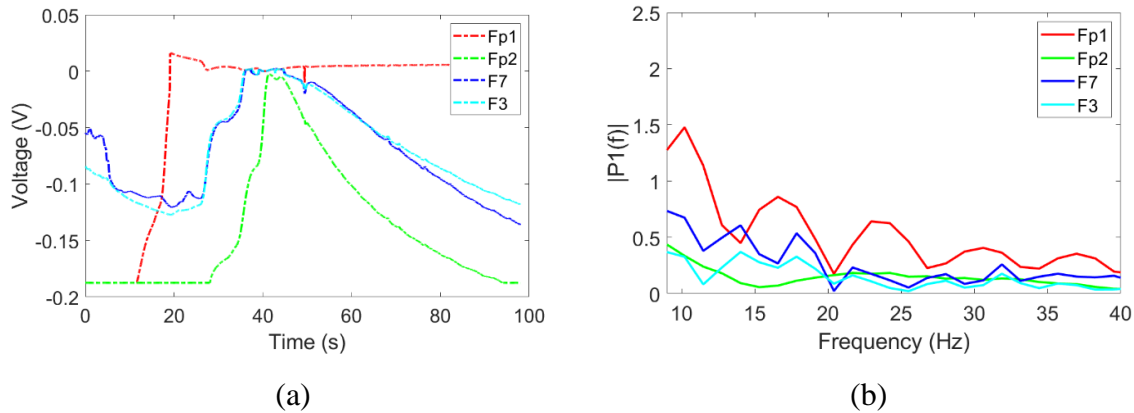 0.05
0
-0.05
-0.1
-0.15
-0.2
Voltage (V)
0 20 40 60 80 100
Time (s)
Fp1
Fp2
F7
F3
(a)
2.5
2
1.5
1
0.5
0
|P1(f)|
10 15 20 25 30 35 40
Frequency (Hz)
Fp1
Fp2
F7
F3
(b)